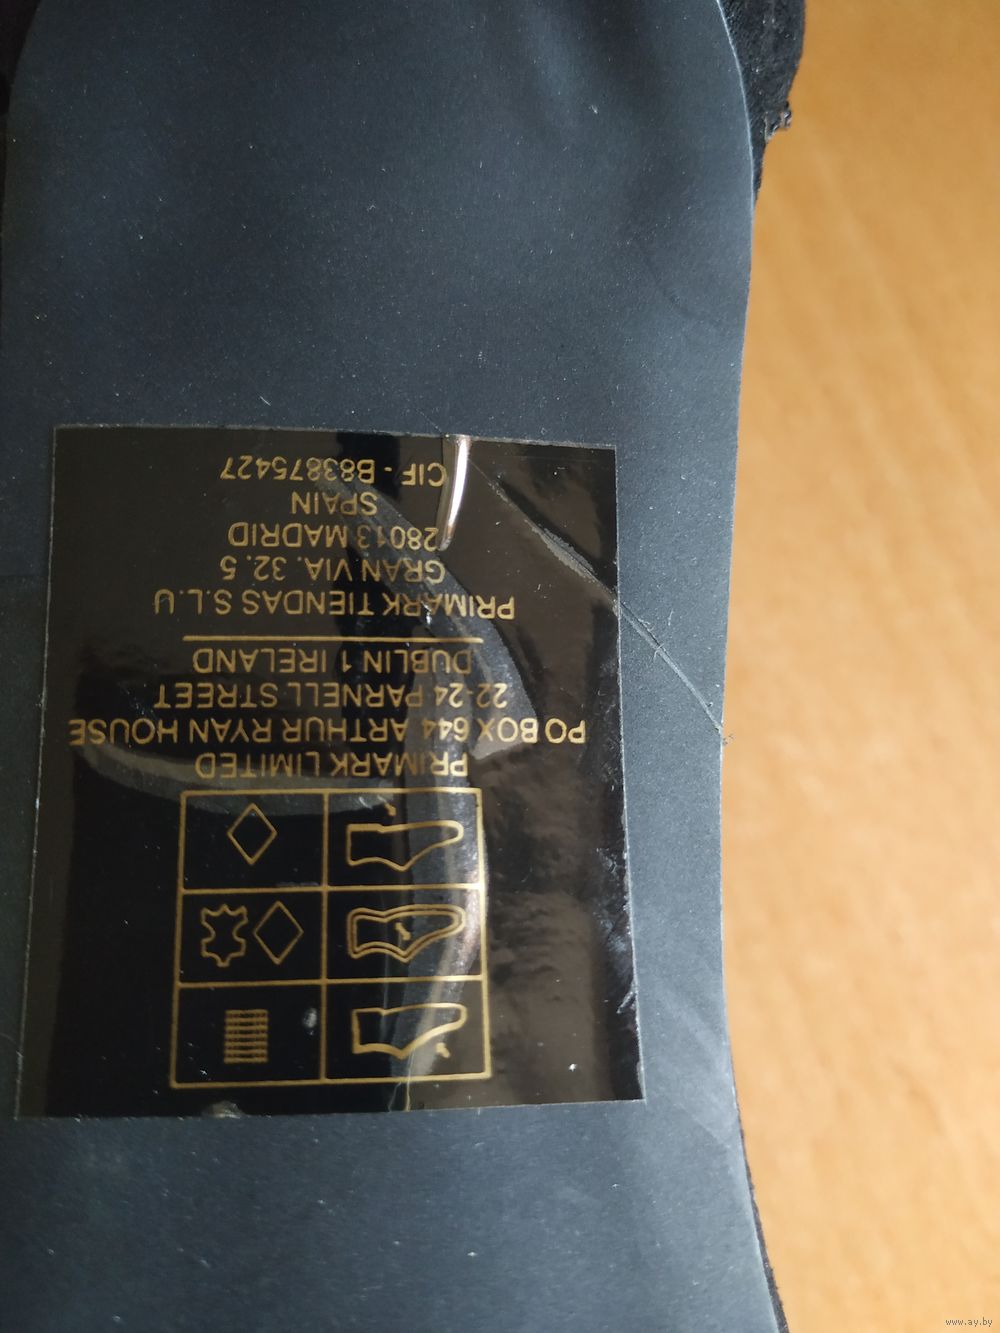 PRIMARK LIMITED
PO BOX 644 ARTHUR RYAN HOUSE
22-24 PARNELL STREET
DUBLIN 1 IRELAND
PRIMARK TIENDAS S.L.U
GRAN VIA, 32.5
28013 MADRID
SPAIN
CIF - B83875427
www.ay.by